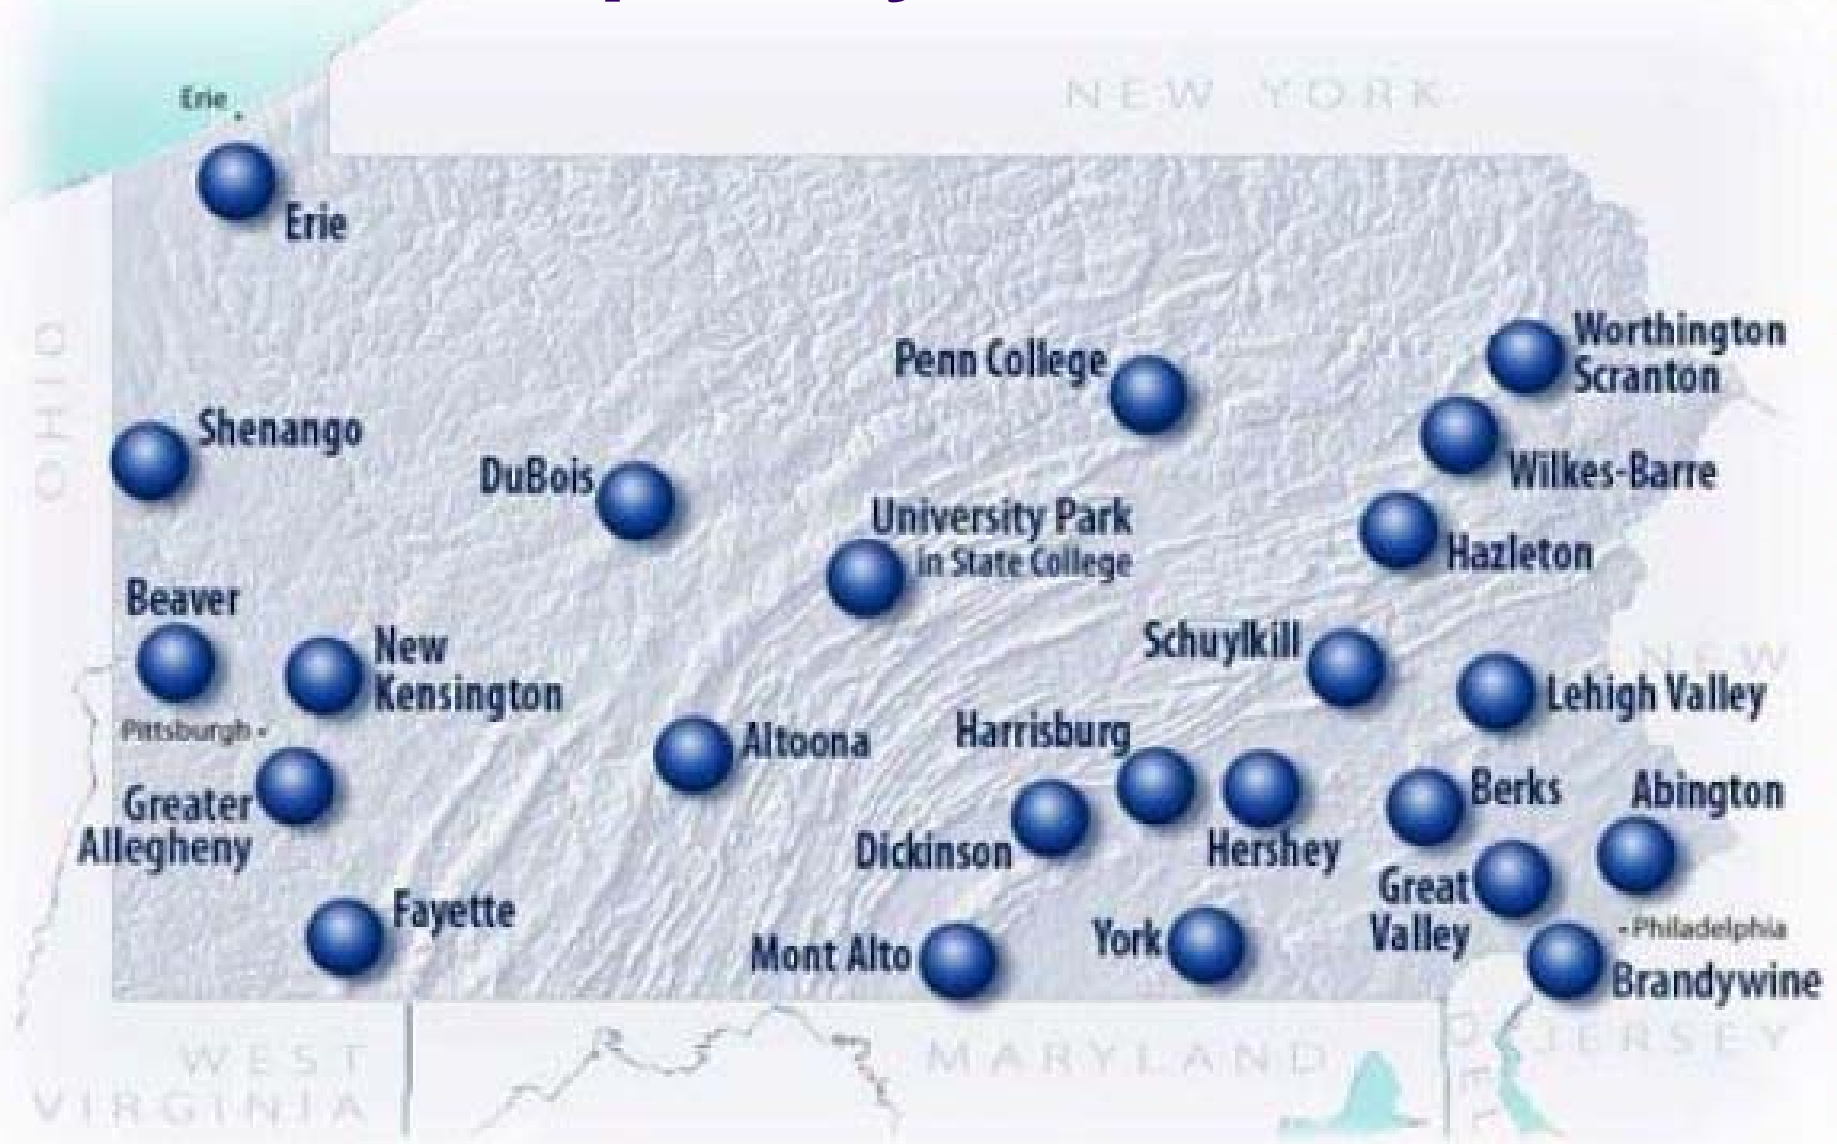 Erie
NEW YORK
Erie
OHIO
Worthington
Scranton
Penn College
Shenango
DuBois
Wilkes-Barre
University Park
in State College
Hazleton
Beaver
New
Kensington
Schuylkill
NEW
Lehigh Valley
Pittsburgh
Altoona
Harrisburg
Greater
Allegheny
Berks
Abington
Dickinson
Hershey
Great
Valley
Fayette
Mont Alto
York
Philadelphia
Brandywine
WEST
VIRGINIA
MARYLAND
DEL
JERSEY